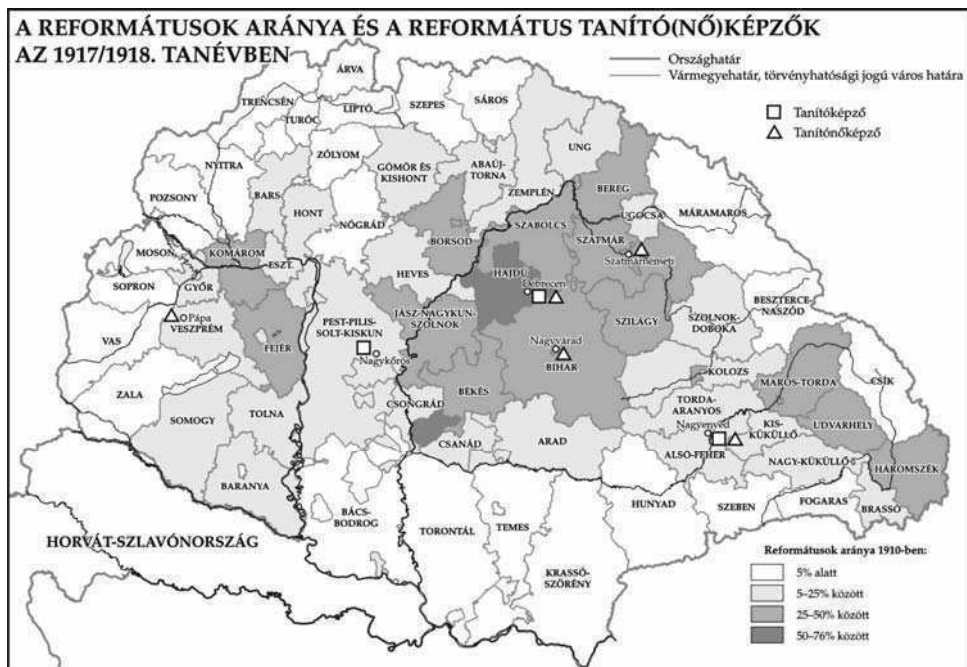 A REFORMÁTUSOK ARÁNYA ÉS A REFORMÁTUS TANÍTÓ(NŐ)KÉPZŐK
AZ 1917/1918. TANÉVBEN
Országhatár
Vármegyehatár, törvényhatósági jogú város határa
Tanítóképző
Tanítónőképző
ÁRVA
TRENCSÉN
LIPTÓ
SZEPES
SÁROS
TURÓC
ZÓLYOM
NYITRA
POZSONY
BARS
HONT
GÖMÖR ÉS
KISHONT
ABAÚJ-
TORNA
ZEMPLÉN
UNG
BEREG
UGOCSA
MÁRAMAROS
NÓGRÁD
BORSOD
SZABOLCS
SZATMÁR
Szatmárnémeti
MOSON
KOMÁROM
ESZT.
HEVES
HAJDÚ
Debrecen
SOPRON
GYŐR
Pápa
VESZPRÉM
VAS
FEJÉR
PEST-PILIS-
SOLT-KISKUN
Nagykőrös
JÁSZ-NAGYKUN-
SZOLNOK
Nagyvárad
BIHAR
SZILÁGY
SZOLNOK-
DOBOKA
BESZTERCE-
NASZÓD
KOLOZS
MAROS-TORDA
CSÍK
ZALA
SOMOGY
TOLNA
CSONGRÁD
BÉKÉS
CSANÁD
ARAD
TORDA-
ARANYOS
Nagyenyed
KIS-
KÜKÜLLŐ
UDVARHELY
ALSÓ-FEHÉR
NAGY-KÜKÜLLŐ
HÁROMSZÉK
BARANYA
BÁCS-
BODROG
TORONTÁL
TEMES
HUNYAD
SZEBEN
FOGARAS
BRASSÓ
KRASSÓ-
SZÖRÉNY
HORVÁT-SZLAVÓNORSZÁG
Reformátusok aránya 1910-ben:
5% alatt
5–25% között
25–50% között
50–76% között